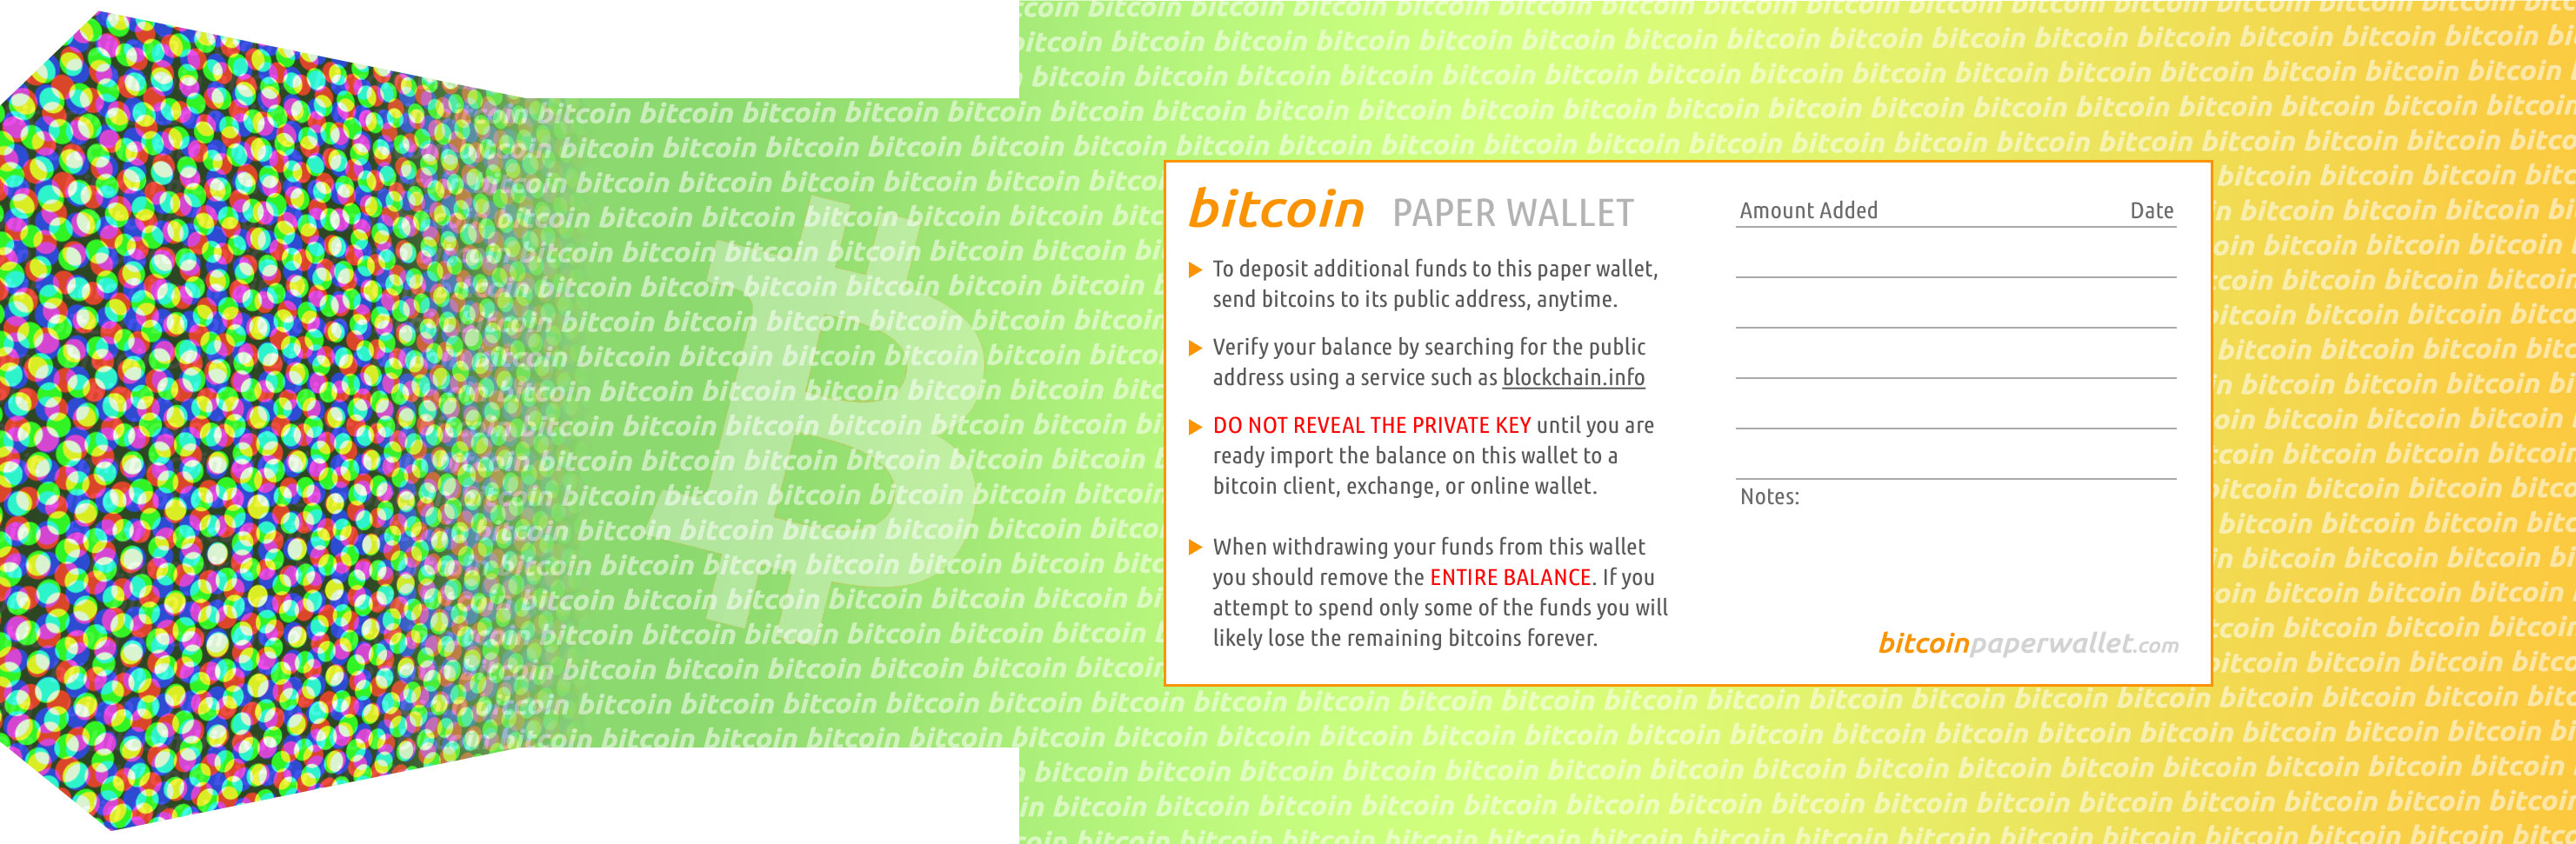 bitcoin PAPER WALLET
To deposit additional funds to this paper wallet,
send bitcoins to its public address, anytime.
Verify your balance by searching for the public
address using a service such as blockchain.info
DO NOT REVEAL THE PRIVATE KEY until you are
ready import the balance on this wallet to a
bitcoin client, exchange, or online wallet.
When withdrawing your funds from this wallet
you should remove the ENTIRE BALANCE. If you
attempt to spend only some of the funds you will
likely lose the remaining bitcoins forever.
Amount Added Date
Notes:
bitcoinpaperwallet.com